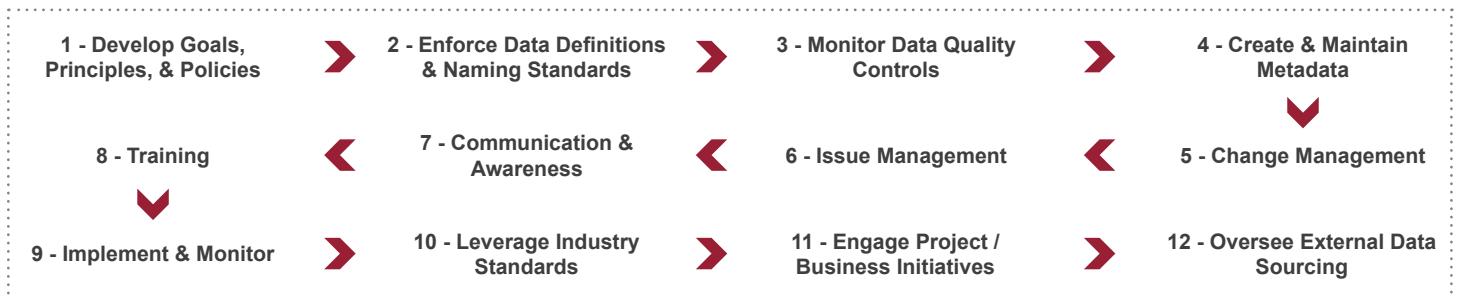 1 - Develop Goals,
Principles, & Policies
2 - Enforce Data Definitions
& Naming Standards
3 - Monitor Data Quality
Controls
4 - Create & Maintain
Metadata
5 - Change Management
6 - Issue Management
7 - Communication &
Awareness
8 - Training
9 - Implement & Monitor
10 - Leverage Industry
Standards
11 - Engage Project /
Business Initiatives
12 - Oversee External Data
Sourcing